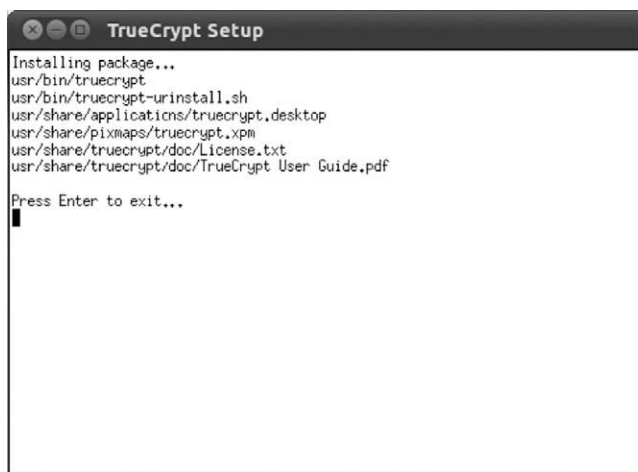 TrueCrypt Setup
Installing package...
usr/bin/truecrypt
usr/bin/truecrypt-urinstall.sh
usr/share/applicaticns/truecrypt.desktop
usr/share/pixmaps/truecrypt.xpm
usr/share/truecrypt/doc/License.txt
usr/share/truecrypt/doc/TrueCrypt User Guide.pdf
Press Enter to exit...